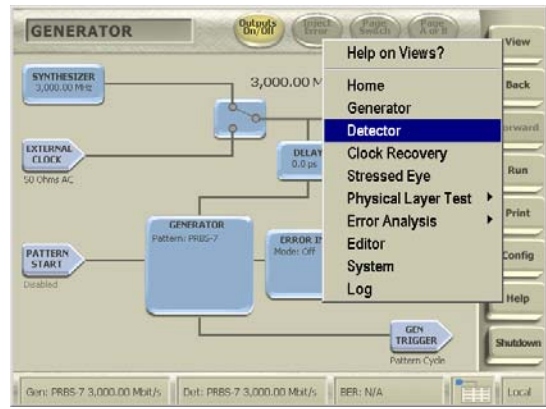 GENERATOR
Outputs On/Off
Inject Error
Page Switch
Page A or B
View
Back
Forward
Run
Print
Config
Help
Shutdown
SYNTHESIZER
3,000.00 MHz
3,000.00 M
EXTERNAL CLOCK
50 Ohms AC
DELAY
0.0 ps
GENERATOR
Pattern: PRBS-7
ERROR IN
Mode: Off
PATTERN START
Disabled
GEN TRIGGER
Pattern Cycle
Help on Views?
Home
Generator
Detector
Clock Recovery
Stressed Eye
Physical Layer Test
Error Analysis
Editor
System
Log
Gen: PRBS-7 3,000.00 Mbit/s
Det: PRBS-7 3,000.00 Mbit/s
BER: N/A
Local